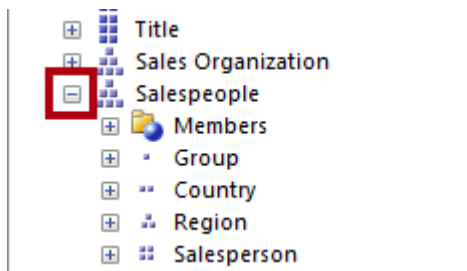 Title
Sales Organization
Salespeople
Members
Group
Country
Region
Salesperson